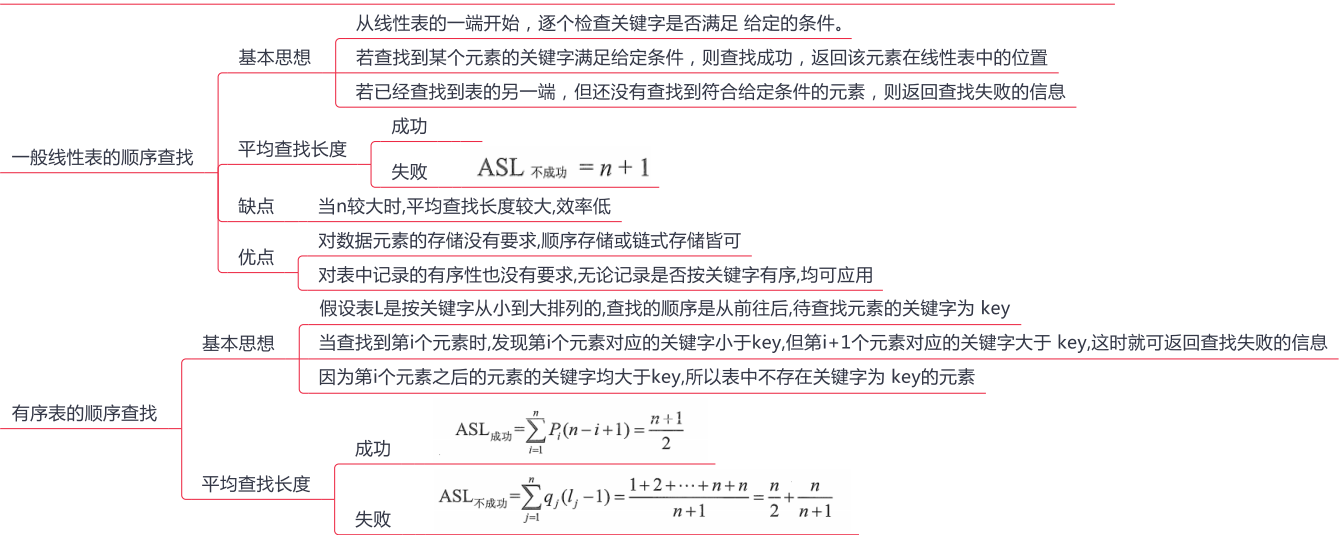 从线性表的一端开始，逐个检查关键字是否满足 给定的条件。
基本思想
若查找到某个元素的关键字满足给定条件，则查找成功，返回该元素在线性表中的位置
若已经查找到表的另一端，但还没有查找到符合给定条件的元素，则返回查找失败的信息
一般线性表的顺序查找
平均查找长度
成功
失败
ASL 不成功 = n + 1
缺点
当n较大时,平均查找长度较大,效率低
优点
对数据元素的存储没有要求,顺序存储或链式存储皆可
对表中记录的有序性也没有要求,无论记录是否按关键字有序,均可应用
有序表的顺序查找
基本思想
假设表L是按关键字从小到大排列的,查找的顺序是从前往后,待查找元素的关键字为 key
当查找到第i个元素时,发现第i个元素对应的关键字小于key,但第i+1个元素对应的关键字大于 key,这时就可返回查找失败的信息
因为第i个元素之后的元素的关键字均大于key,所以表中不存在关键字为 key的元素
平均查找长度
成功
ASL成功=∑_{i=1}^{n} P_i(n−i+1)=(n+1)/2
失败
ASL不成功=∑_{j=1}^{n} q_j(l_j−1)=(1+2+⋯+n+n)/(n+1)=n/2+n/(n+1)